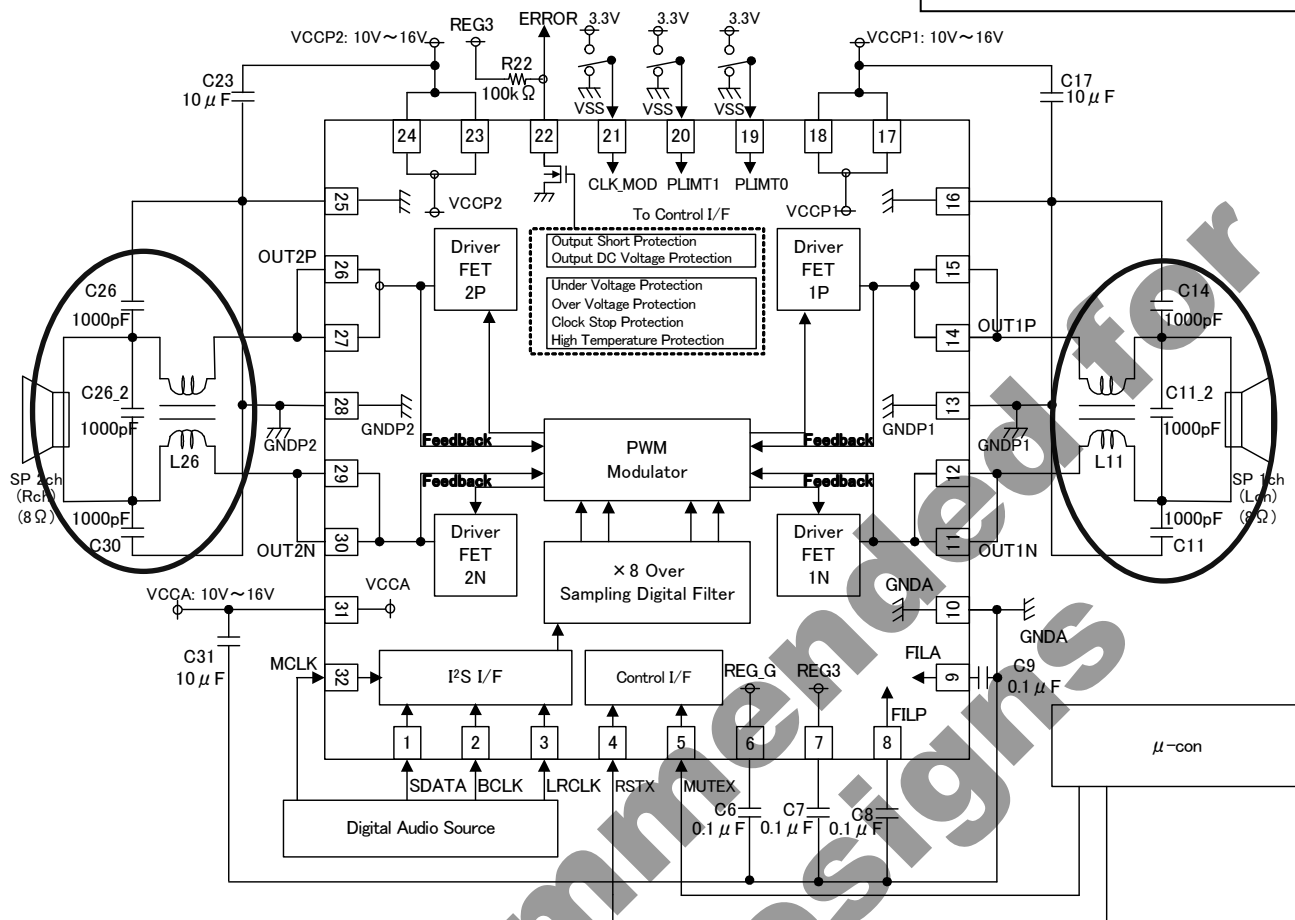 ERROR
3.3V
3.3V
3.3V
REG3
VCCP2: 10V～16V
VCCP1: 10V～16V
R22
100kΩ
C23
10μF
C17
10μF
VSS
VSS
VSS
24
23
22
21
20
19
18
17
CLK_MOD
PLIMT1
PLIMT0
VCCP2
VCCP1
To Control I/F
25
16
Output Short Protection
Output DC Voltage Protection
Under Voltage Protection
Over Voltage Protection
Clock Stop Protection
High Temperature Protection
Driver
FET
2P
Driver
FET
1P
OUT2P
26
27
15
14
OUT1P
C26
1000pF
C14
1000pF
C26_2
1000pF
C11_2
1000pF
28
GNDP2
GNDP2
13
GNDP1
GNDP1
L26
L11
Feedback
Feedback
PWM
Modulator
Feedback
Feedback
29
30
OUT2N
12
11
OUT1N
SP 2ch
(Rch)
(8Ω)
SP 1ch
(Lch)
(8Ω)
1000pF
C30
1000pF
C11
Driver
FET
2N
Driver
FET
1N
×8 Over
Sampling Digital Filter
VCCA: 10V～16V
31
VCCA
GNDA
10
GNDA
C31
10μF
MCLK
32
I²S I/F
Control I/F
REG_G
REG3
FILA
9
C9
0.1μF
FILP
1
2
3
4
5
6
7
8
SDATA
BCLK
LRCLK
RSTX
MUTEX
C6
0.1μF
C7
0.1μF
C8
0.1μF
Digital Audio Source
μ-con
mmended for
esigns